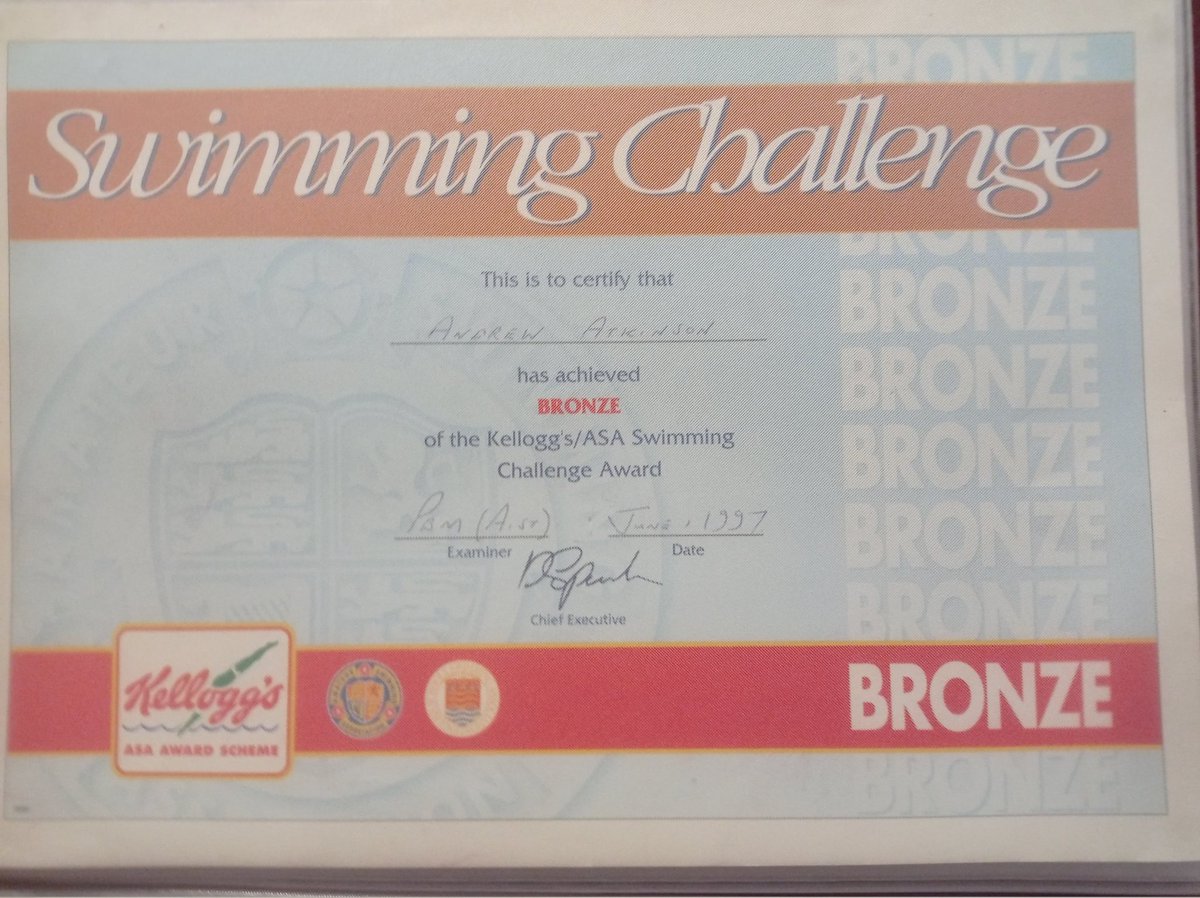 BRONZE
Swimming Challenge
BRONZE
This is to certify that
BRONZE
ANDREW ATKINSON
BRONZE
has achieved
BRONZE
of the Kellogg's/ASA Swimming
BRONZE
Challenge Award
June, 1997
BRONZE
Examiner
Date
Chief Executive
BRONZE
Kellogg's
ASA AWARD SCHEME
BRONZE
BRONZE